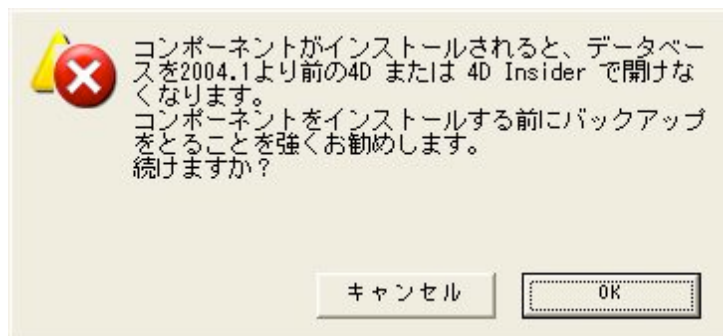 コンポーネントがインストールされると、データベー
スを2004.1より前の4D または 4D Insider で開けな
くなります。
コンポーネントをインストールする前にバックアップ
をとることを強くお勧めします。
続けますか？
キャンセル
OK